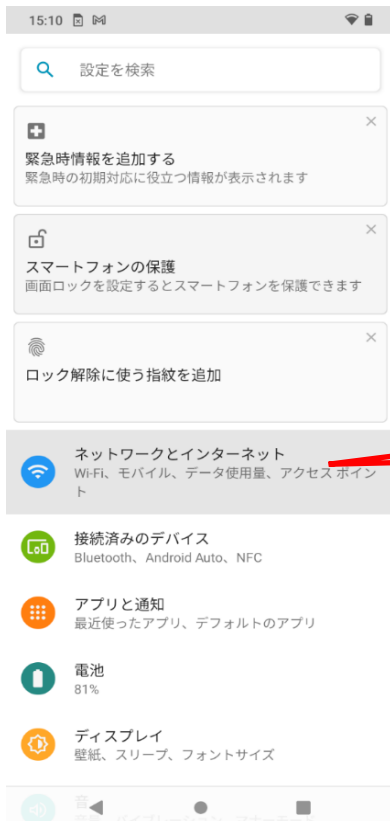 15:10
設定を検索
緊急時情報を追加する
緊急時の初期対応に役立つ情報が表示されます
スマートフォンの保護
画面ロックを設定するとスマートフォンを保護できます
ロック解除に使う指紋を追加
ネットワークとインターネット
Wi-Fi、モバイル、データ使用量、アクセス ポイン
ト
接続済みのデバイス
Bluetooth、Android Auto、NFC
アプリと通知
最近使ったアプリ、デフォルトのアプリ
電池
81%
ディスプレイ
壁紙、スリープ、フォントサイズ
音